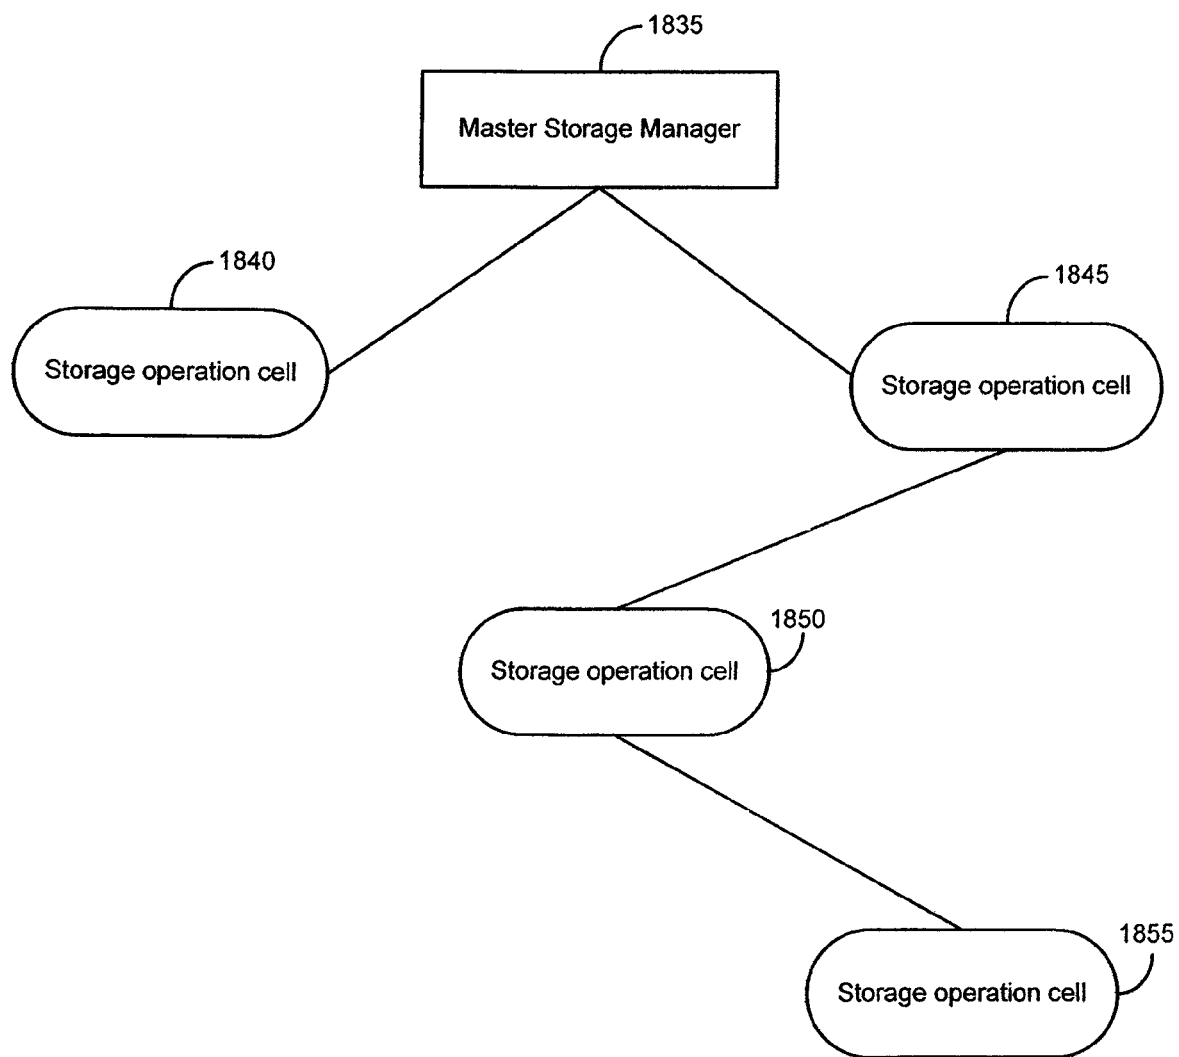 1835
Master Storage Manager
1840
1845
Storage operation cell
Storage operation cell
1850
Storage operation cell
1855
Storage operation cell